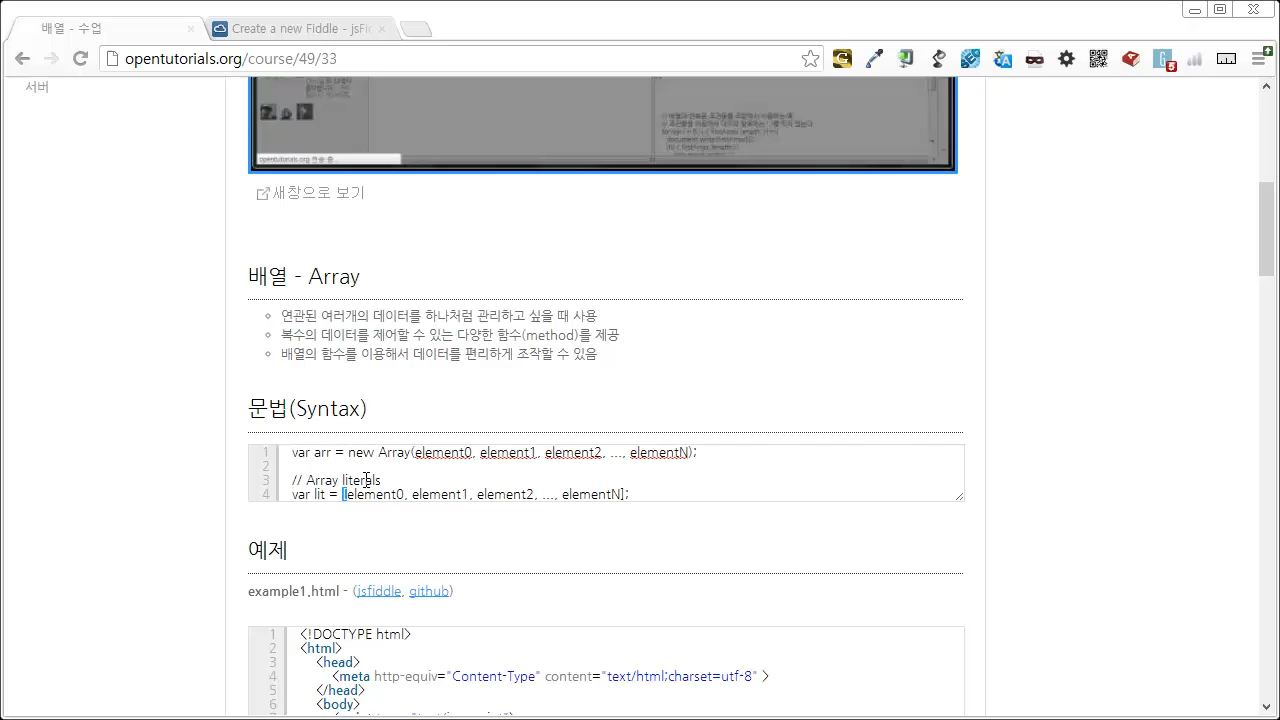 배열 - 수업
Create a new Fiddle - jsFid
opentutorials.org/course/49/33
서버
새창으로 보기
배열 - Array
연관된 여러개의 데이터를 하나처럼 관리하고 싶을 때 사용
복수의 데이터를 제어할 수 있는 다양한 함수(method)를 제공
배열의 함수를 이용해서 데이터를 편리하게 조작할 수 있음
문법(Syntax)
1 var arr = new Array(element0, element1, element2, ..., elementN);
2
3 // Array literals
4 var lit = [element0, element1, element2, ..., elementN];
예제
example1.html - (jsfiddle, github)
1 <!DOCTYPE html>
2 <html>
3 <head>
4 <meta http-equiv="Content-Type" content="text/html;charset=utf-8" >
5 </head>
6 <body>